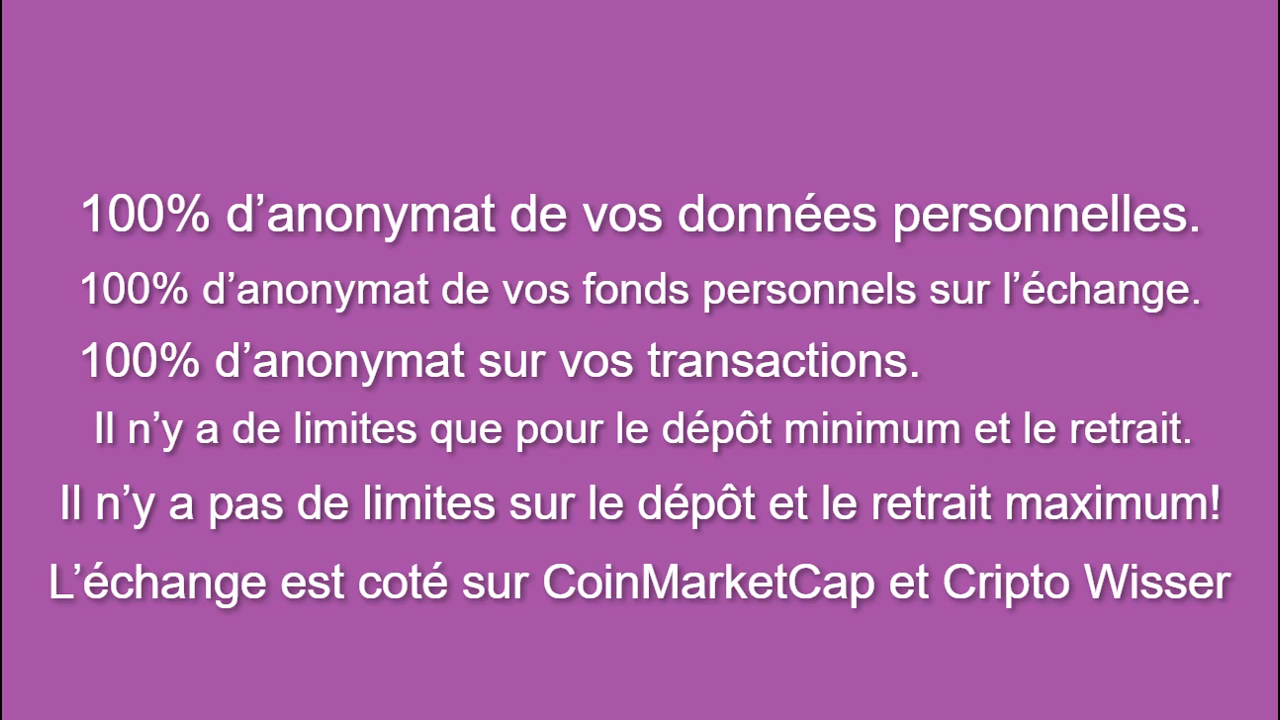 100% d’anonymat de vos données personnelles.
100% d’anonymat de vos fonds personnels sur l’échange.
100% d’anonymat sur vos transactions.
Il n’y a de limites que pour le dépôt minimum et le retrait.
Il n’y a pas de limites sur le dépôt et le retrait maximum!
L’échange est coté sur CoinMarketCap et Cripto Wisser